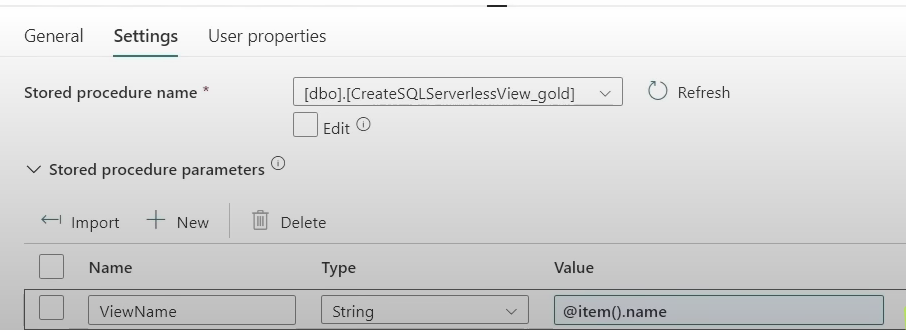 General Settings User properties
Stored procedure name * [dbo].[CreateSQLServerlessView_gold] Refresh
Edit
Stored procedure parameters
Import New Delete
Name Type Value
ViewName String @item().name